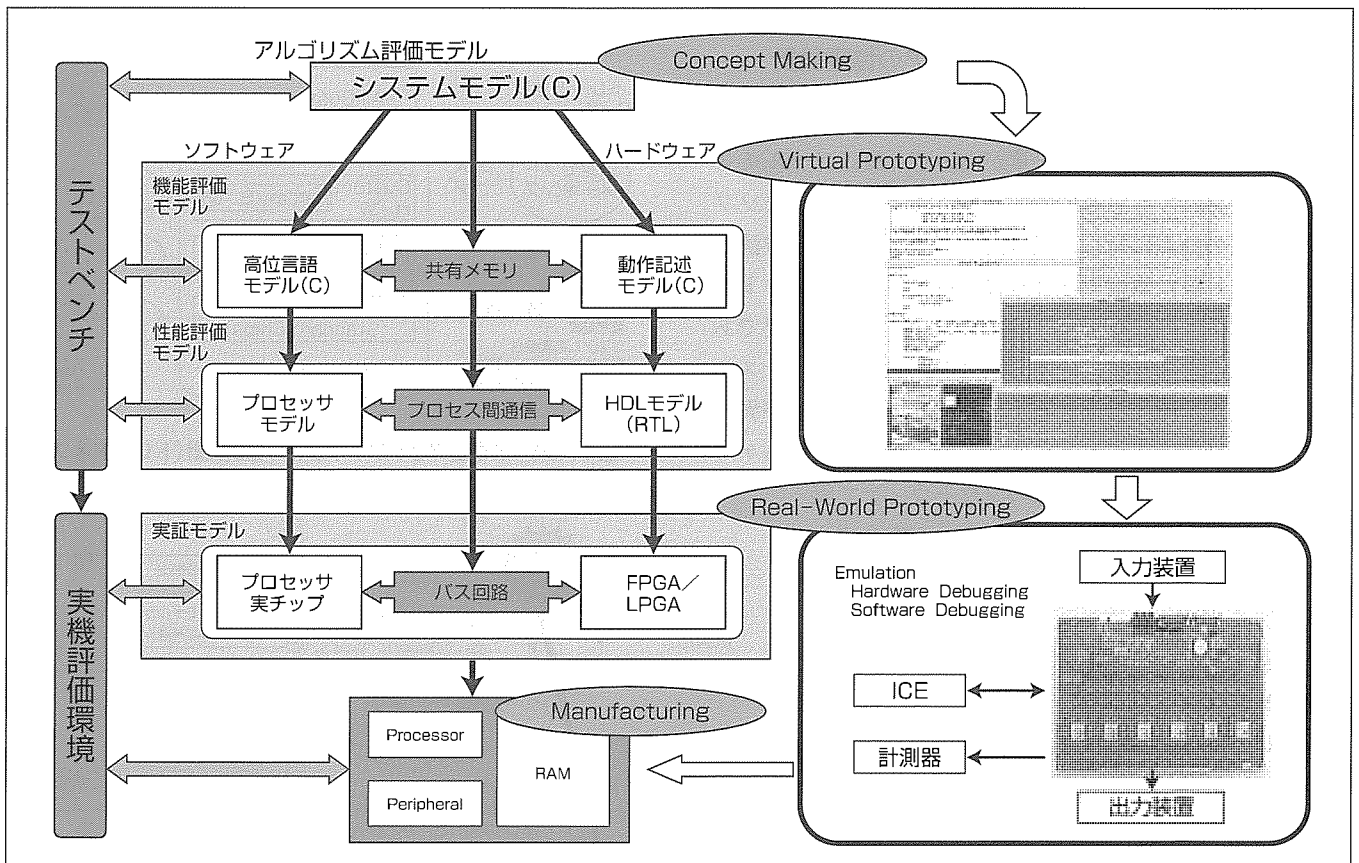 アルゴリズム評価モデル
システムモデル(C)
Concept Making
テストベンチ
ソフトウェア
ハードウェア
Virtual Prototyping
機能評価
モデル
高位言語
モデル(C)
共有メモリ
動作記述
モデル(C)
性能評価
モデル
プロセッサ
モデル
プロセス間通信
HDLモデル
(RTL)
Real-World Prototyping
実機評価環境
実証モデル
プロセッサ
実チップ
バス回路
FPGA／
LPGA
Emulation
Hardware Debugging
Software Debugging
入力装置
ICE
計測器
出力装置
Manufacturing
Processor
Peripheral
RAM